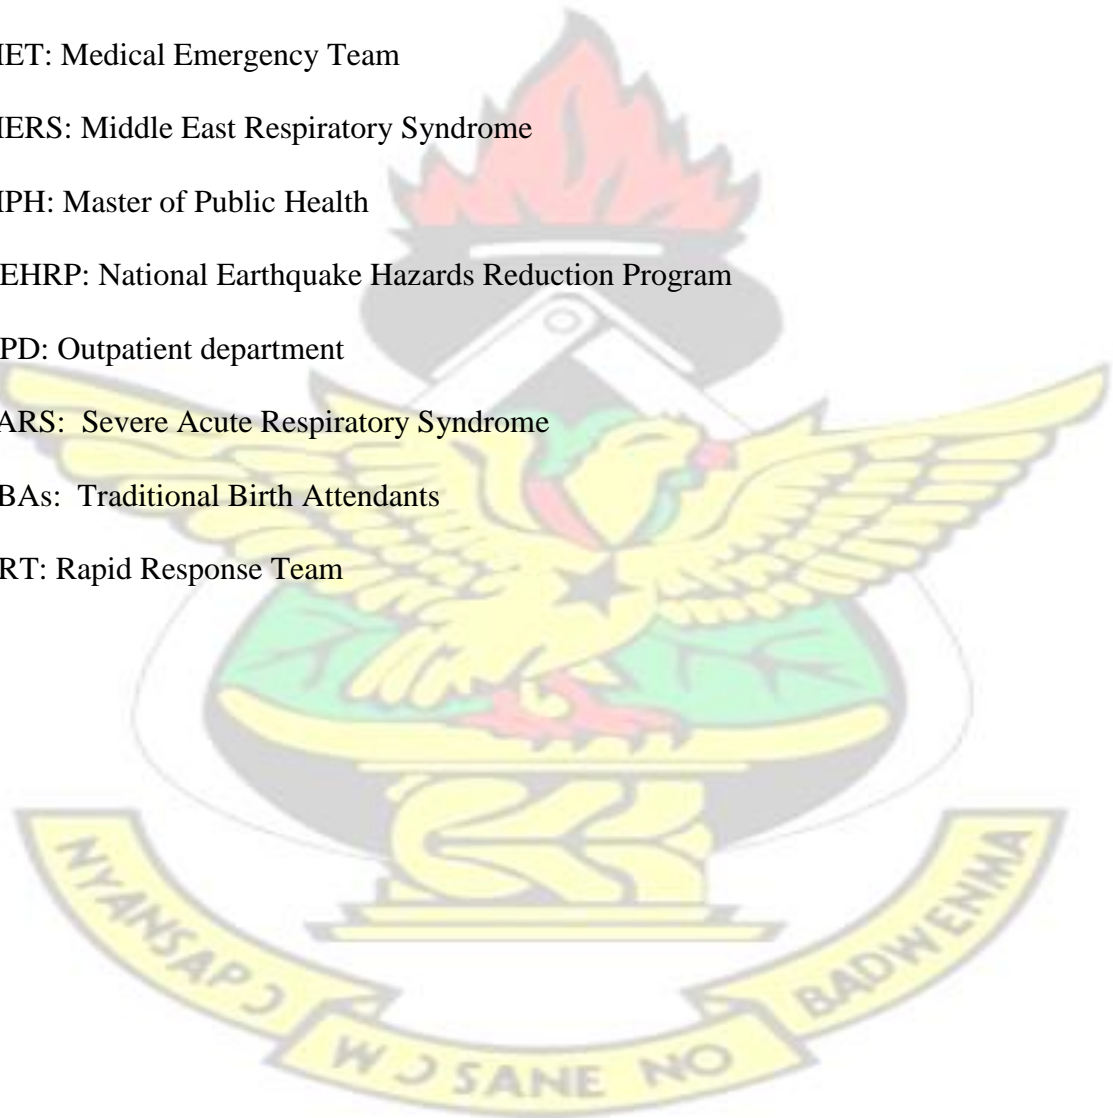 IET: Medical Emergency Team
IERS: Middle East Respiratory Syndrome
IPH: Master of Public Health
EHRP: National Earthquake Hazards Reduction Program
PD: Outpatient department
ARS: Severe Acute Respiratory Syndrome
BAs: Traditional Birth Attendants
RT: Rapid Response Team
NYANSAPƆ
WƆ SANE NO
BADWENMA